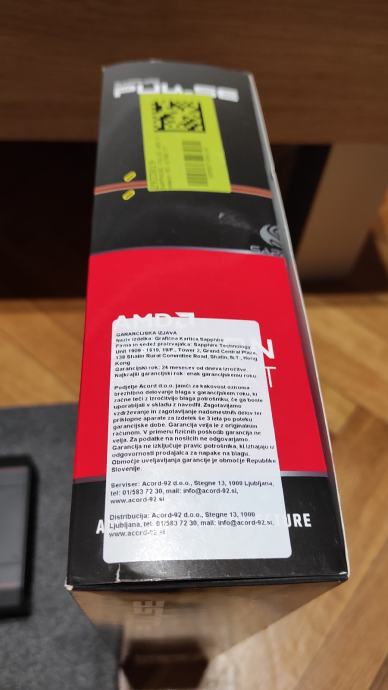 PULSE
SAP
AMD
N
T
GARANCIJSKA IZJAVA
Naziv izdelka: Grafična Kartica Sapphire
Firma in sedež proizvajalca: Sapphire Technology
Unit 1909 - 1919, 19/F., Tower 2, Grand Central Plaza,
138 Shatin Rural Committee Road, Shatin, N.T., Hong
Kong
Garancijski rok: 24 mesecev od dneva izročitve.
Najkrajši garancijski rok: enak garancijskemu roku.
Podjetje Acord d.o.o. jamči za kakovost oziroma
brezhibno delovanje blaga v garancijskem roku, ki
začne teči z izročitvijo blaga potrošniku, če ga boste
uporabljali v skladu z navodili. Zagotavljamo
vzdrževanje in zagotavljanje nadomestnih delov ter
priklopne aparate za izdelek še 3 leta po poteku
garancijske dobe. Garancija velja le z originalnim
računom. V primeru fizičnih poškodb garancija ne
velja. Za podatke na nosilcih ne odgovarjamo.
Garancija ne izključuje pravic potrošnika, ki izhajajo iz
odgovornosti prodajalca za napake na blagu.
Območje uveljavljanja garancije je območje Republike
Slovenije.
Serviser: Acord-92 d.o.o., Stegne 13, 1000 Ljubljana,
tel: 01/583 72 30, mail: info@acord-92.si,
www.acord-92.si
Distribucija: Acord-92 d.o.o., Stegne 13, 1000
Ljubljana, tel: 01/583 72 30, mail: info@acord-92.si,
www.acord-92.si
A
TURE